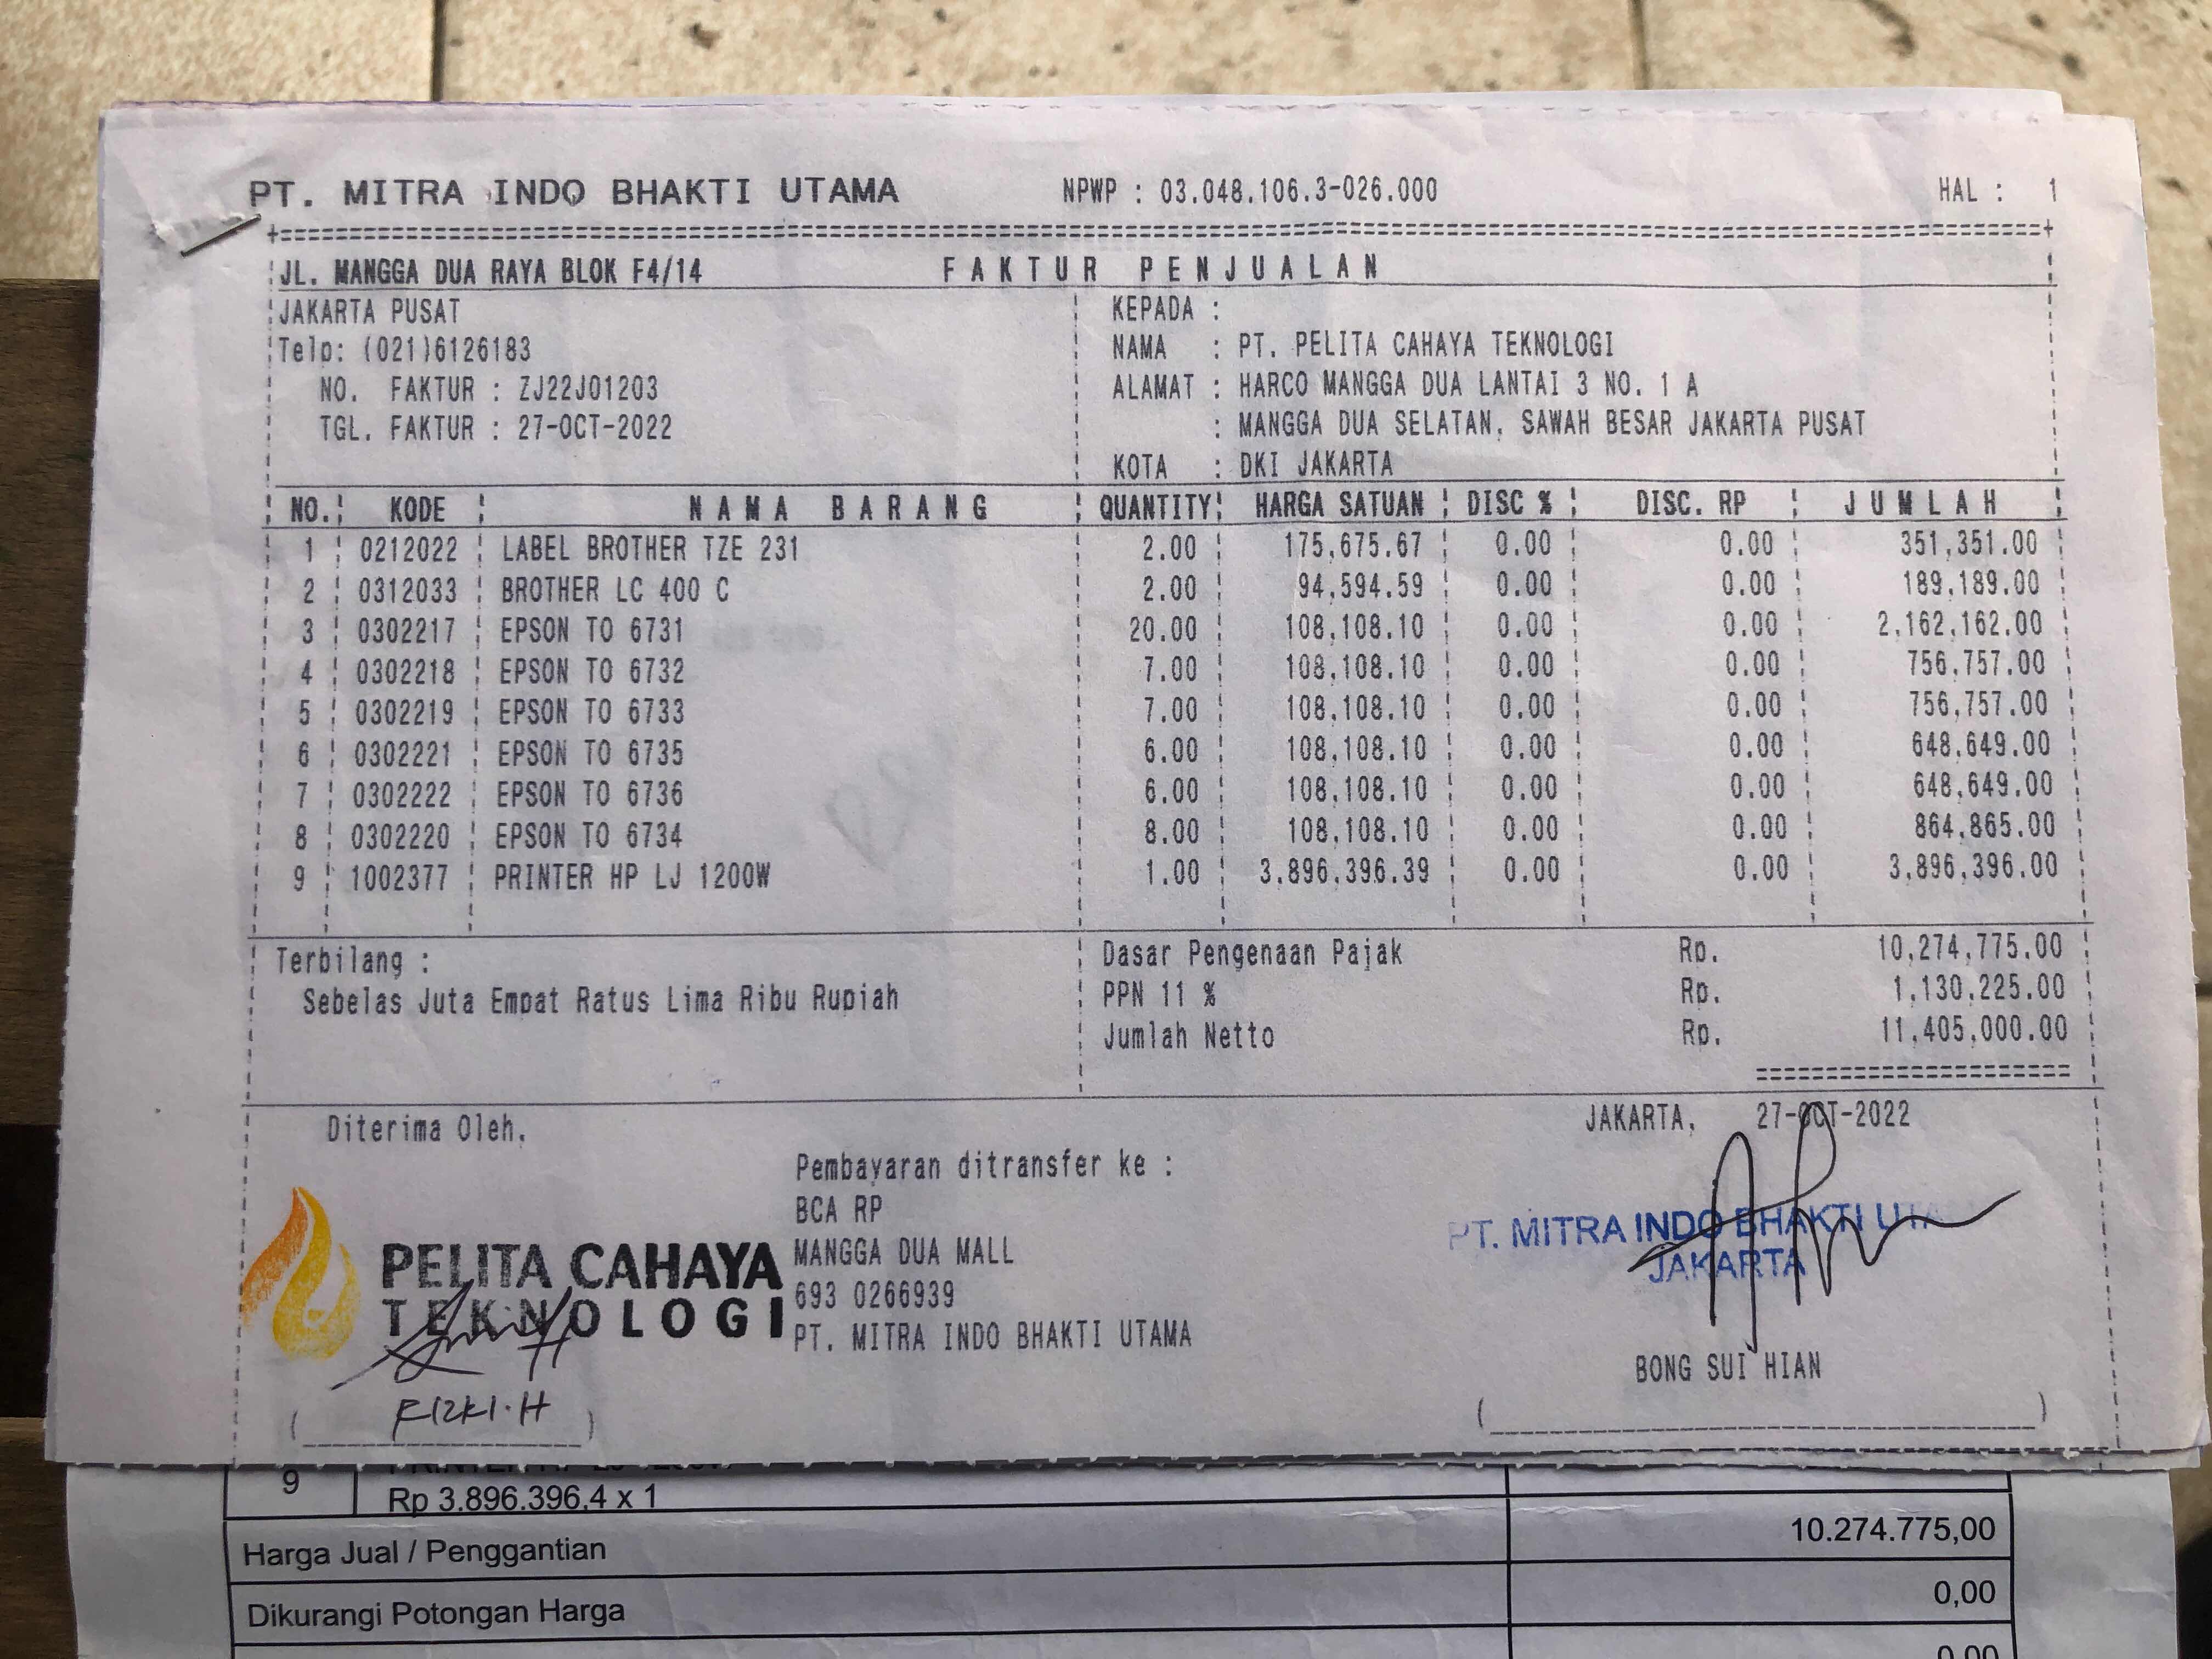 PT. MITRA INDO BHAKTI UTAMA NPWP : 03.048.106.3-026.000 HAL : 1
JL. MANGGA DUA RAYA BLOK F4/14 FAKTUR PENJUALAN
JAKARTA PUSAT KEPADA :
Telp: (021)6126183 NAMA : PT. PELITA CAHAYA TEKNOLOGI
NO. FAKTUR : ZJ22J01203 ALAMAT : HARCO MANGGA DUA LANTAI 3 NO. 1 A
TGL. FAKTUR : 27-OCT-2022 : MANGGA DUA SELATAN, SAWAH BESAR JAKARTA PUSAT
KOTA : DKI JAKARTA
NO. KODE NAMA BARANG QUANTITY HARGA SATUAN DISC % DISC. RP JUMLAH
1 0212022 LABEL BROTHER TZE 231 2.00 175,675.67 0.00 0.00 351,351.00
2 0312033 BROTHER LC 400 C 2.00 94,594.59 0.00 0.00 189,189.00
3 0302217 EPSON TO 6731 20.00 108,108.10 0.00 0.00 2,162,162.00
4 0302218 EPSON TO 6732 7.00 108,108.10 0.00 0.00 756,757.00
5 0302219 EPSON TO 6733 7.00 108,108.10 0.00 0.00 756,757.00
6 0302221 EPSON TO 6735 6.00 108,108.10 0.00 0.00 648,649.00
7 0302222 EPSON TO 6736 6.00 108,108.10 0.00 0.00 648,649.00
8 0302220 EPSON TO 6734 8.00 108,108.10 0.00 0.00 864,865.00
9 1002377 PRINTER HP LJ 1200W 1.00 3,896,396.39 0.00 0.00 3,896,396.00
Terbilang : Dasar Pengenaan Pajak Rp. 10,274,775.00
Sebelas Juta Empat Ratus Lima Ribu Rupiah PPN 11 % Rp. 1,130,225.00
Jumlah Netto Rp. 11,405,000.00
Diterima Oleh, JAKARTA, 27-OCT-2022
Pembayaran ditransfer ke :
BCA RP
MANGGA DUA MALL
693 0266939
PT. MITRA INDO BHAKTI UTAMA
PELITA CAHAYA
TEKNOLOGI
RIZKI.H
PT. MITRA INDO BHAKTI UTA
JAKARTA
BONG SUI HIAN
9
Rp 3.896.396,4 x 1
Harga Jual / Penggantian 10.274.775,00
Dikurangi Potongan Harga 0,00